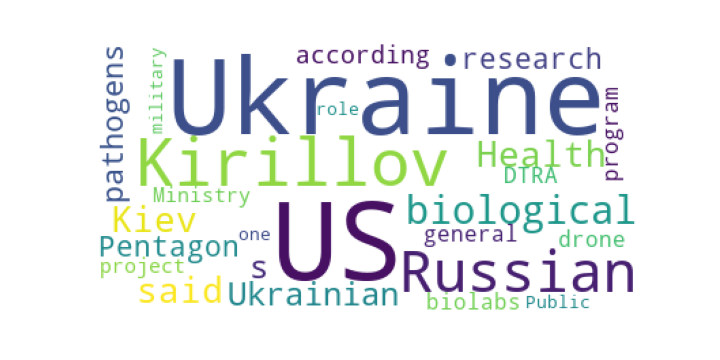 according
research
Ukraine
military
pathogens
role
program
Kirillov
Health
DTRA
Ministry
biological
Kiev
US
general
one
drone
Pentagon
Russian
project
s
said
Ukrainian
biolabs
Public